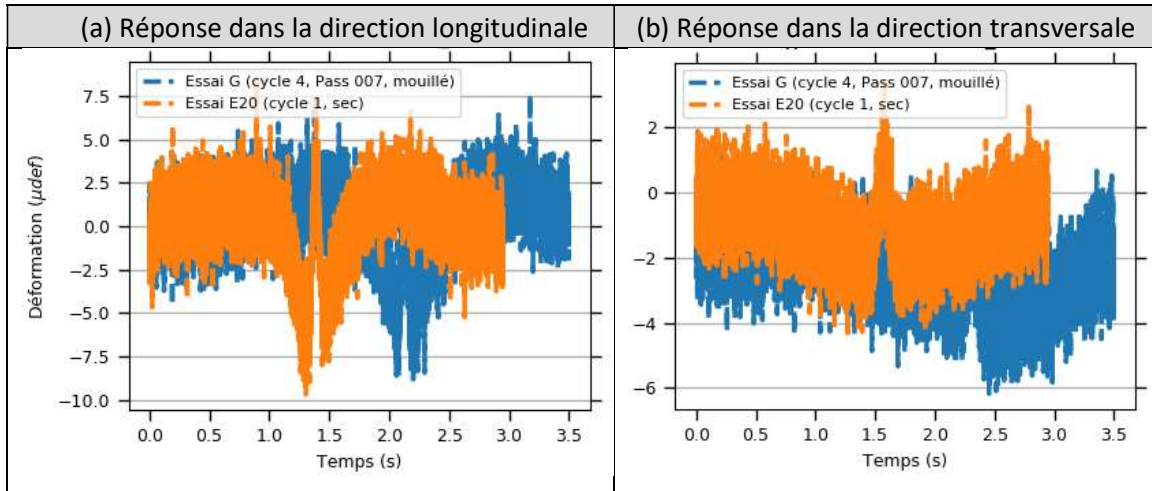 (a) Réponse dans la direction longitudinale
(b) Réponse dans la direction transversale
Essai G (cycle 4, Pass 007, mouillé)
Essai E20 (cycle 1, sec)
7.5
5.0
2.5
0.0
−2.5
−5.0
−7.5
−10.0
Déformation (μdef)
0.0 0.5 1.0 1.5 2.0 2.5 3.0 3.5
Temps (s)
Essai G (cycle 4, Pass 007, mouillé)
Essai E20 (cycle 1, sec)
2
0
−2
−4
−6
0.0 0.5 1.0 1.5 2.0 2.5 3.0 3.5
Temps (s)